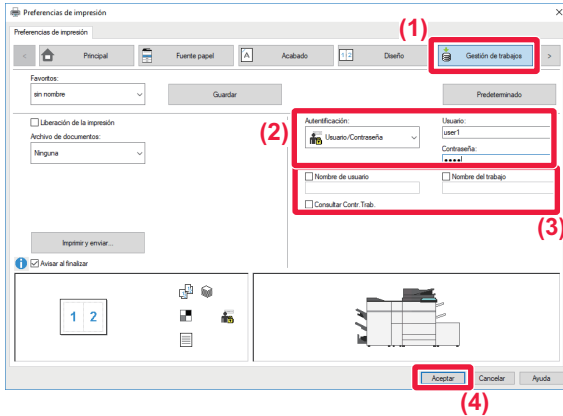 Preferencias de impresión
Preferencias de impresión
(1)
Principal
Fuente papel
A
Acabado
1 2
Diseño
Gestión de trabajos
Favoritos:
sin nombre
Guardar
Predeterminado
Liberación de la impresión
Archivo de documentos:
Ninguna
(2)
Autentificación:
Usuario/Contraseña
Usuario:
user1
Contraseña:
••••
Nombre de usuario
Nombre del trabajo
Consultar Contr.Trab.
(3)
Imprimir y enviar...
Avisar al finalizar
1 2
Aceptar
Cancelar
Ayuda
(4)